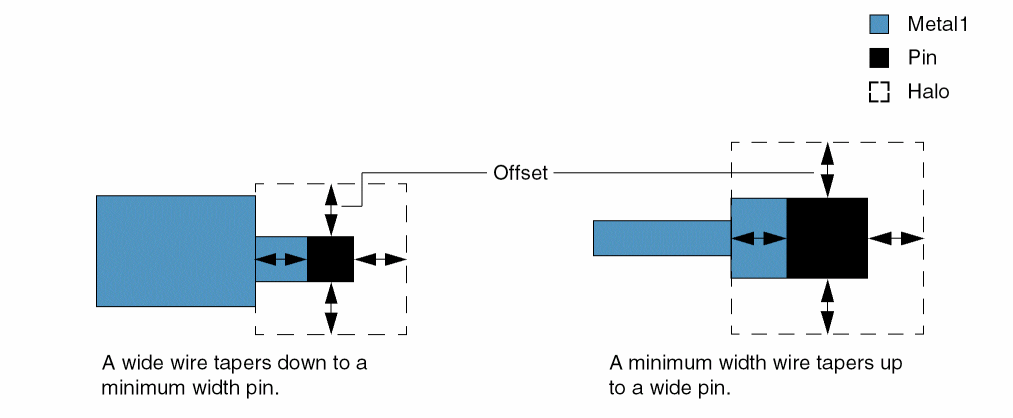 Metal1
Pin
Halo
Offset
A wide wire tapers down to a
minimum width pin.
A minimum width wire tapers up
to a wide pin.